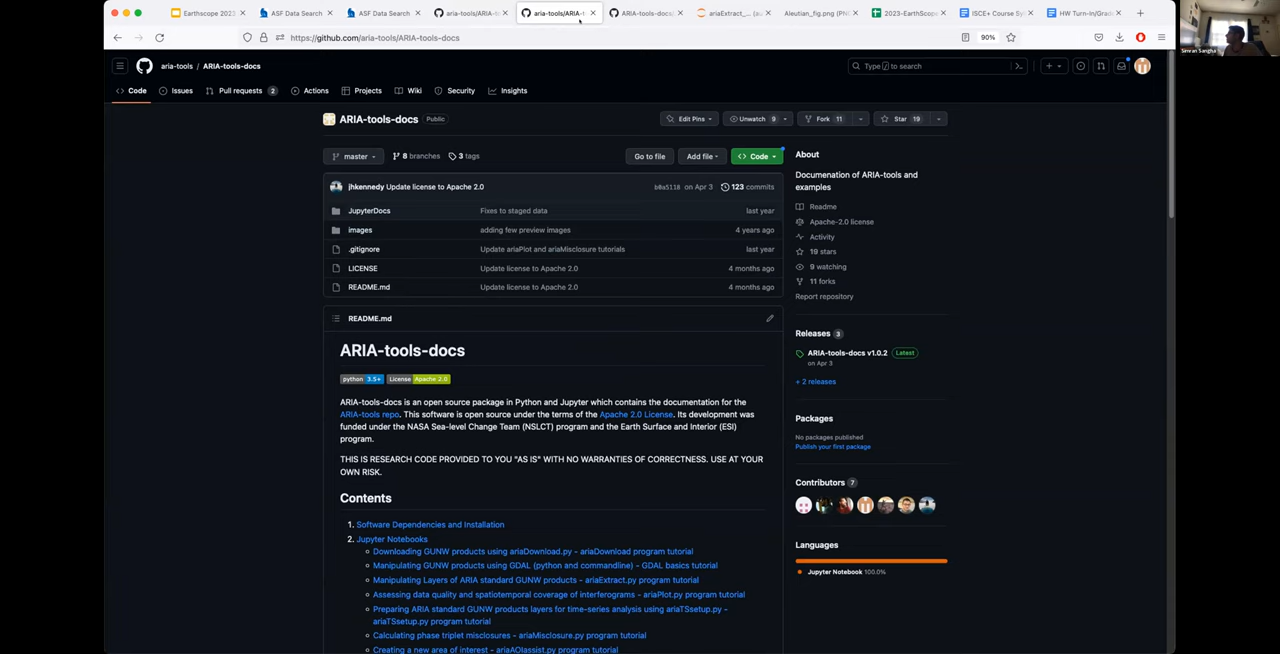 Earthscope 2023
ASF Data Search
ASF Data Search
aria-tools/ARIA-to
aria-tools/ARIA-t
ARIA-tools-docs/
ariaExtract_...
Aleutian_fig.png (PN
2023-EarthScop
ISCE+ Course Sy
HW Turn-In/Grad
https://github.com/aria-tools/ARIA-tools-docs
90%
aria-tools / ARIA-tools-docs
Type / to search
Code
Issues
Pull requests 2
Actions
Projects
Wiki
Security
Insights
ARIA-tools-docs Public
Edit Pins
Unwatch 9
Fork 11
Star 19
master
8 branches
3 tags
Go to file
Add file
Code
jhkennedy Update license to Apache 2.0
on Apr 3
123 commits
JupyterDocs Fixes to staged data last year
images adding few preview images 4 years ago
.gitignore Update ariaPlot and ariaMisclosure tutorials last year
LICENSE Update license to Apache 2.0 4 months ago
README.md Update license to Apache 2.0 4 months ago
README.md
ARIA-tools-docs
python 3.5+ License Apache 2.0
ARIA-tools-docs is an open source package in Python and Jupyter which contains the documentation for the
ARIA-tools repo. This software is open source under the terms of the Apache 2.0 License. Its development was
funded under the NASA Sea-level Change Team (NSLCT) program and the Earth Surface and Interior (ESI)
program.
THIS IS RESEARCH CODE PROVIDED TO YOU "AS IS" WITH NO WARRANTIES OF CORRECTNESS. USE AT YOUR
OWN RISK.
Contents
1. Software Dependencies and Installation
2. Jupyter Notebooks
Downloading GUNW products using ariaDownload.py - ariaDownload program tutorial
Manipulating GUNW products using GDAL (python and commandline) - GDAL basics tutorial
Manipulating Layers of ARIA standard GUNW products - ariaExtract.py program tutorial
Assessing data quality and spatiotemporal coverage of interferograms - ariaPlot.py program tutorial
Preparing ARIA standard GUNW products layers for time-series analysis using ariaTSsetup.py -
ariaTSsetup.py program tutorial
Calculating phase triplet misclosures - ariaMisclosure.py program tutorial
Creating a new area of interest - ariaAOIassist.py program tutorial
About
Documenation of ARIA-tools and
examples
Readme
Apache-2.0 license
Activity
19 stars
9 watching
11 forks
Report repository
Releases 3
ARIA-tools-docs v1.0.2 Latest
on Apr 3
+ 2 releases
Packages
No packages published
Publish your first package
Contributors 7
Languages
Jupyter Notebook 100.0%
Simran Sangha